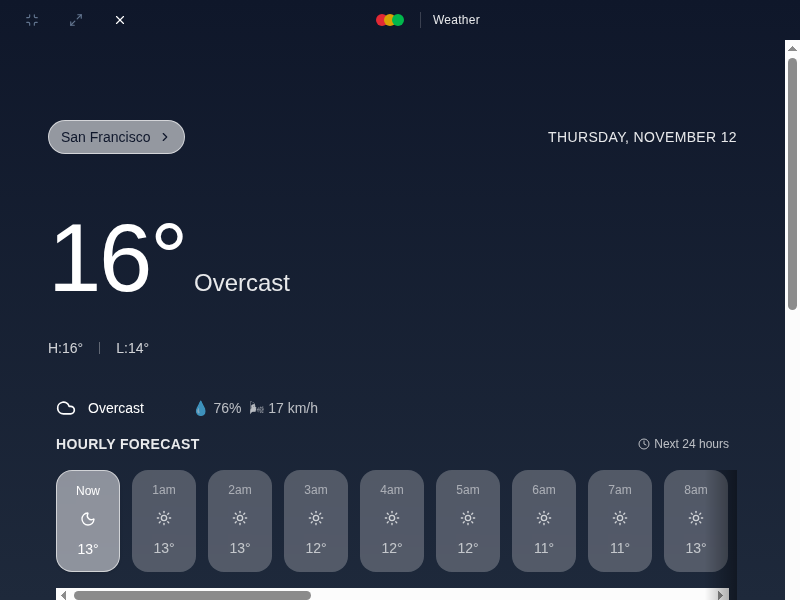 Weather
San Francisco
THURSDAY, NOVEMBER 12
16° Overcast
H:16° L:14°
Overcast 76% 17 km/h
HOURLY FORECAST Next 24 hours
Now 1am 2am 3am 4am 5am 6am 7am 8am
13° 13° 13° 12° 12° 12° 11° 11° 13°